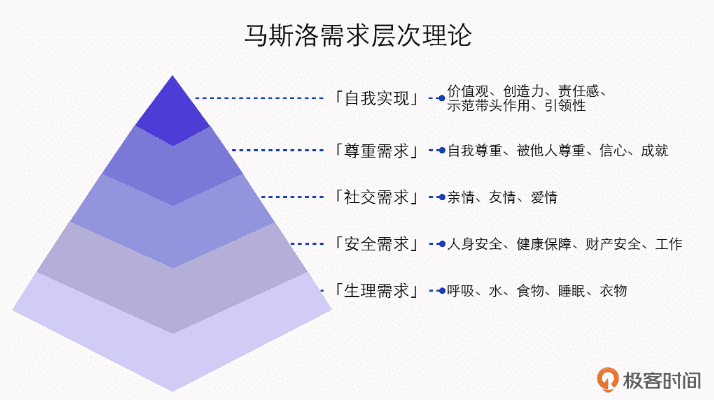 马斯洛需求层次理论
「自我实现」
价值观、创造力、责任感、
示范带头作用、引领性
「尊重需求」
自我尊重、被他人尊重、信心、成就
「社交需求」
亲情、友情、爱情
「安全需求」
人身安全、健康保障、财产安全、工作
「生理需求」
呼吸、水、食物、睡眠、衣物
极客时间